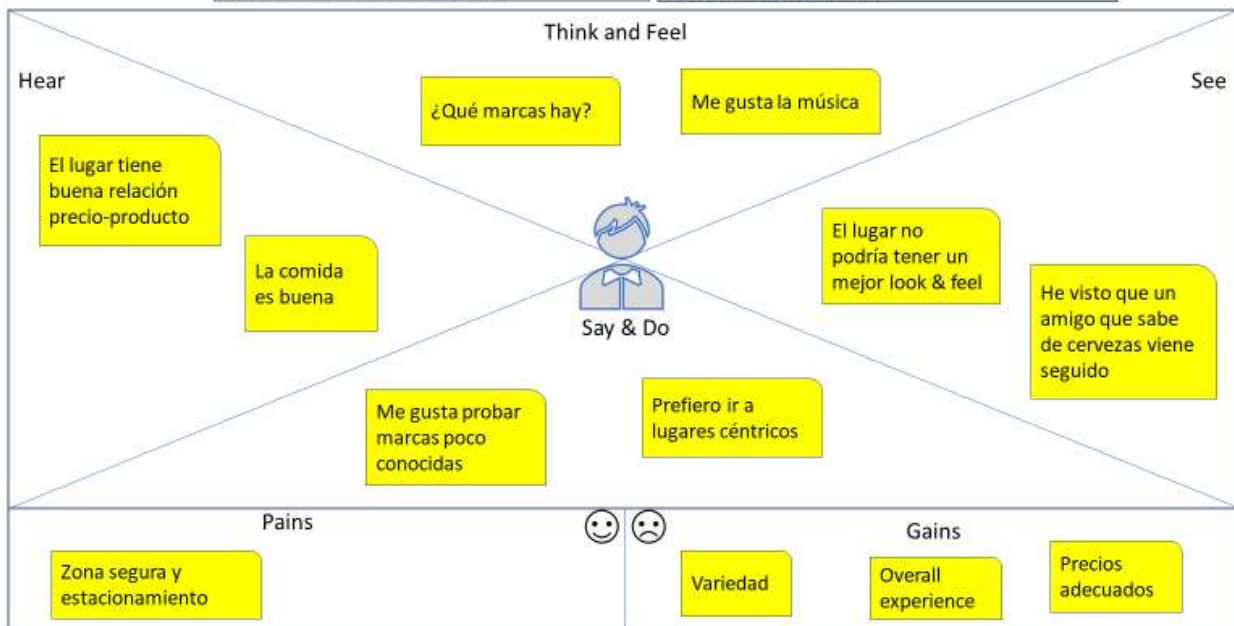 Think and Feel
Hear
See
¿Qué marcas hay?
Me gusta la música
El lugar tiene
buena relación
precio-producto
La comida
es buena
El lugar no
podría tener un
mejor look & feel
He visto que un
amigo que sabe
de cervezas viene
seguido
Say & Do
Me gusta probar
marcas poco
conocidas
Prefiero ir a
lugares céntricos
Pains
Zona segura y
estacionamiento
Gains
Variedad
Overall
experience
Precios
adecuados